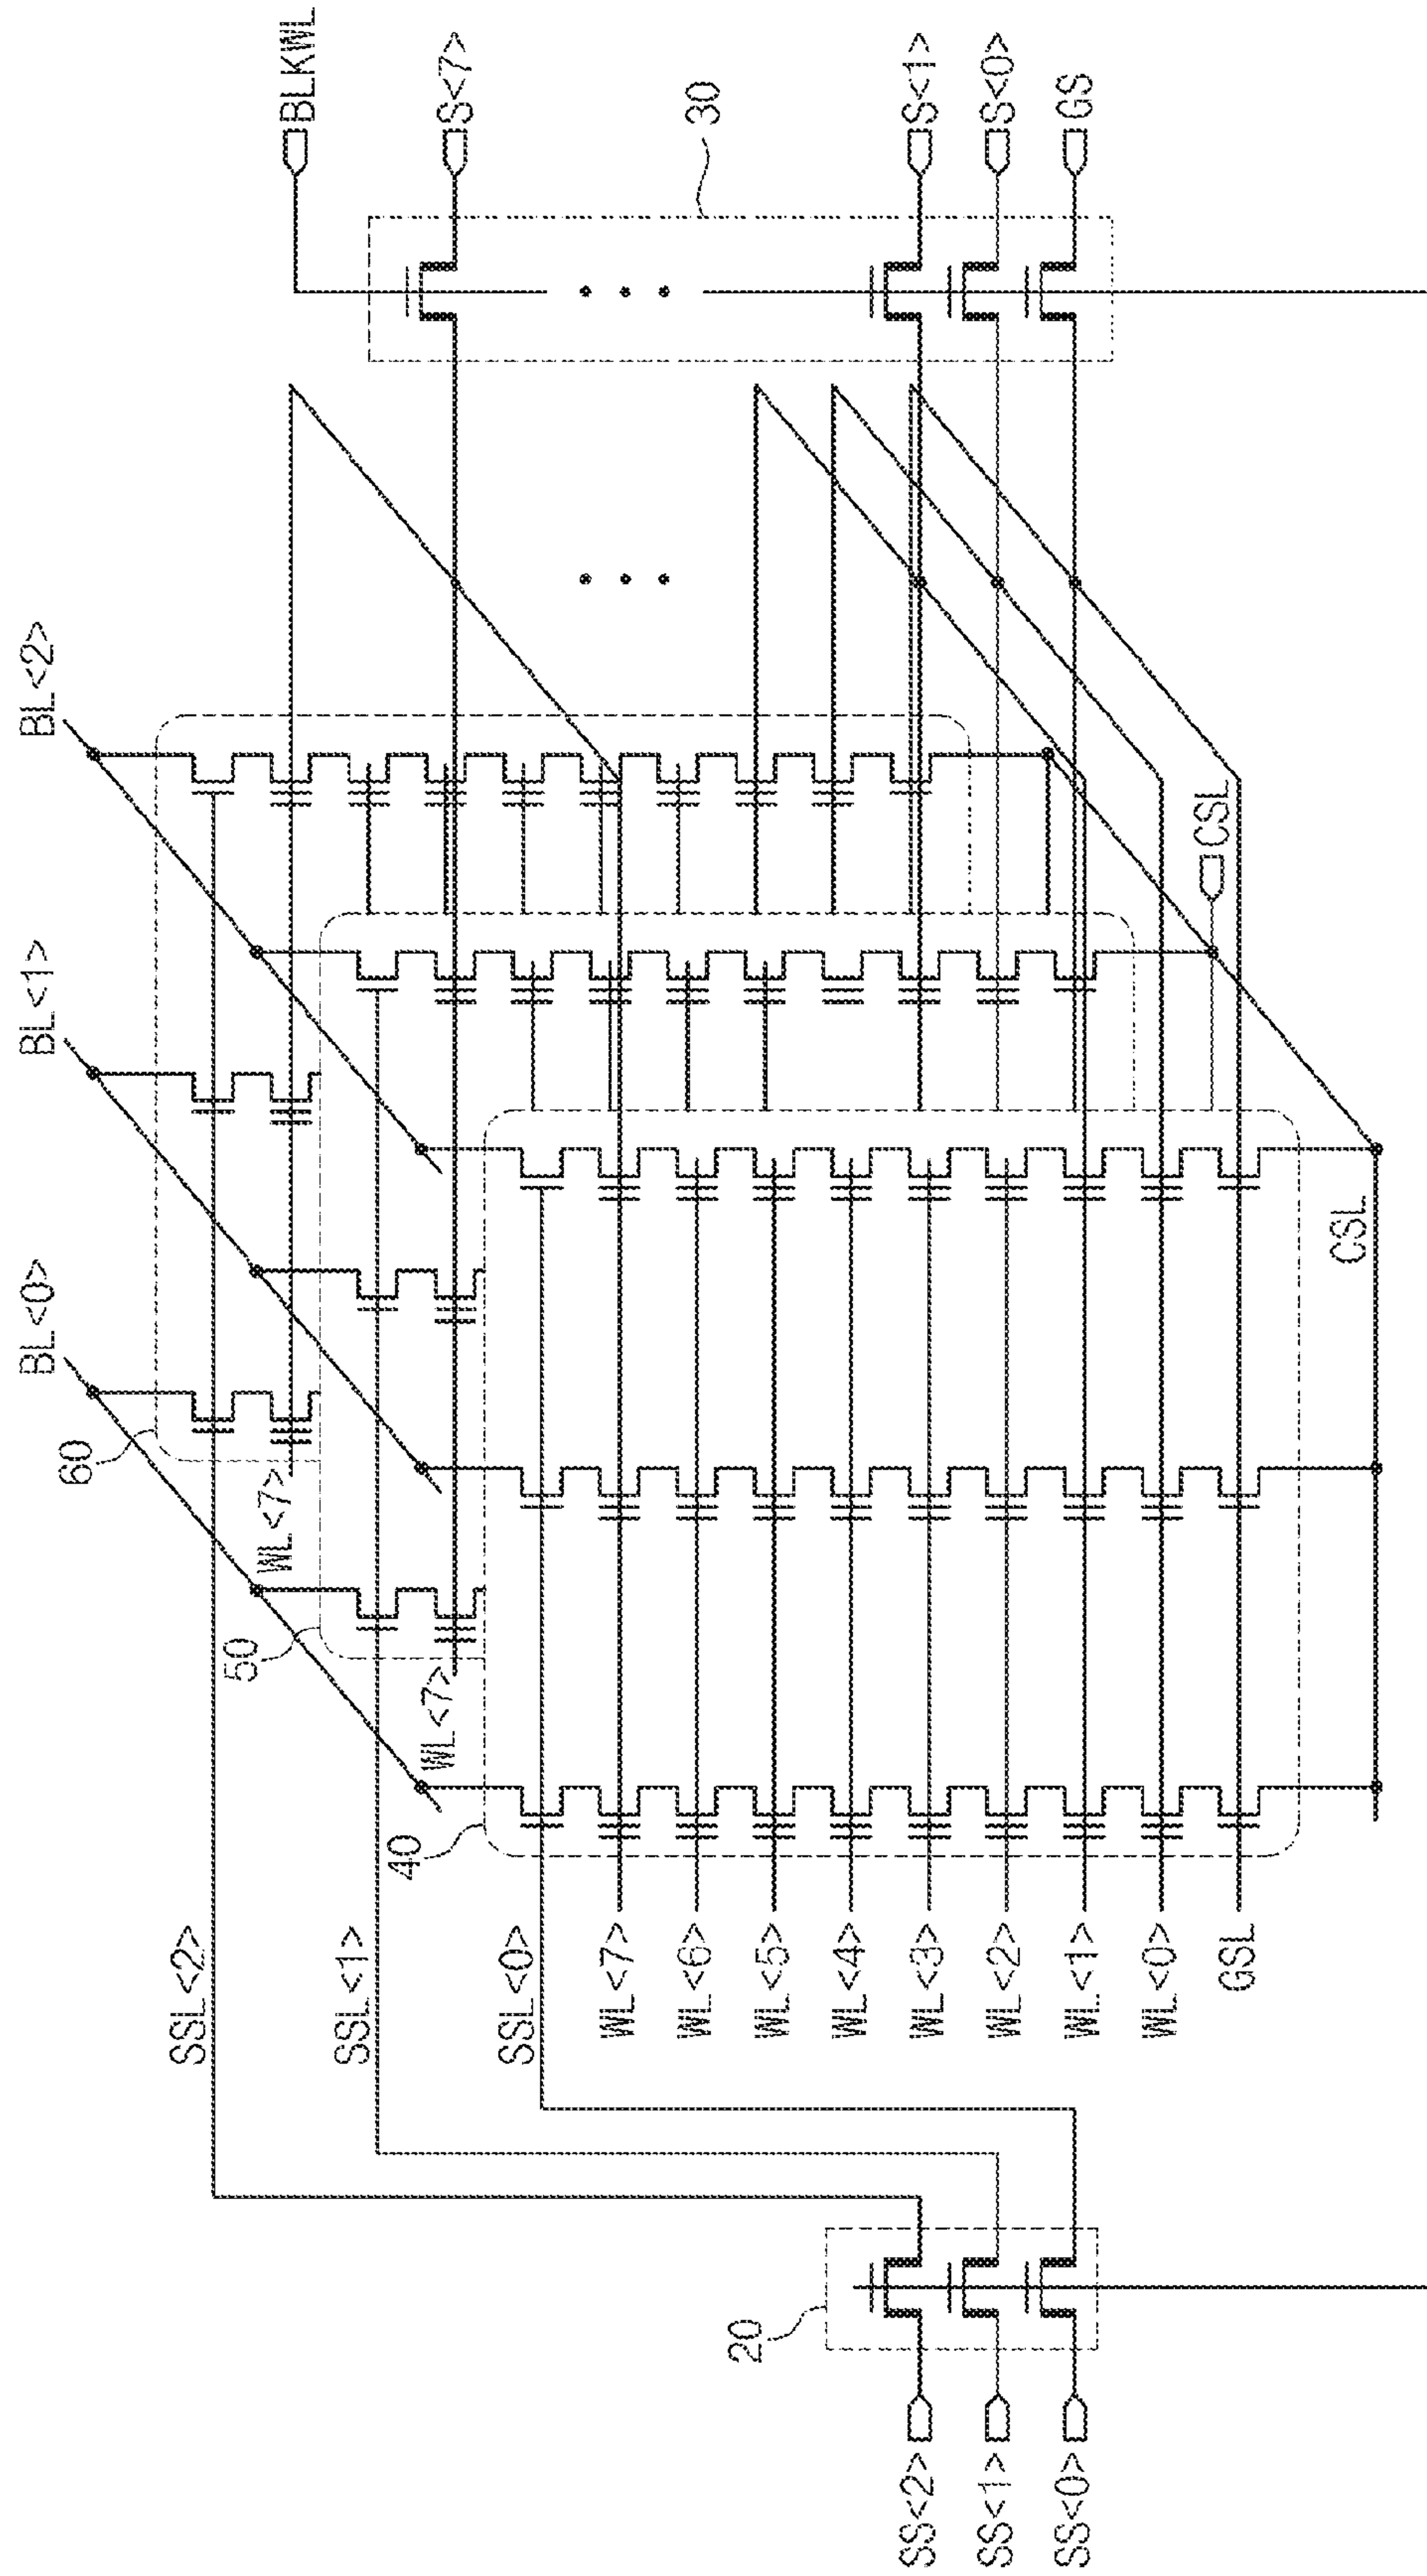 BLKWL
S<7>
30
S<1>
S<0>
GS
BL<2>
BL<1>
BL<0>
CSL
CSL
60
WL<7>
50
WL<7>
40
SSL<2>
SSL<1>
SSL<0>
WL<7>
WL<6>
WL<5>
WL<4>
WL<3>
WL<2>
WL<1>
WL<0>
GSL
20
SS<2>
SS<1>
SS<0>